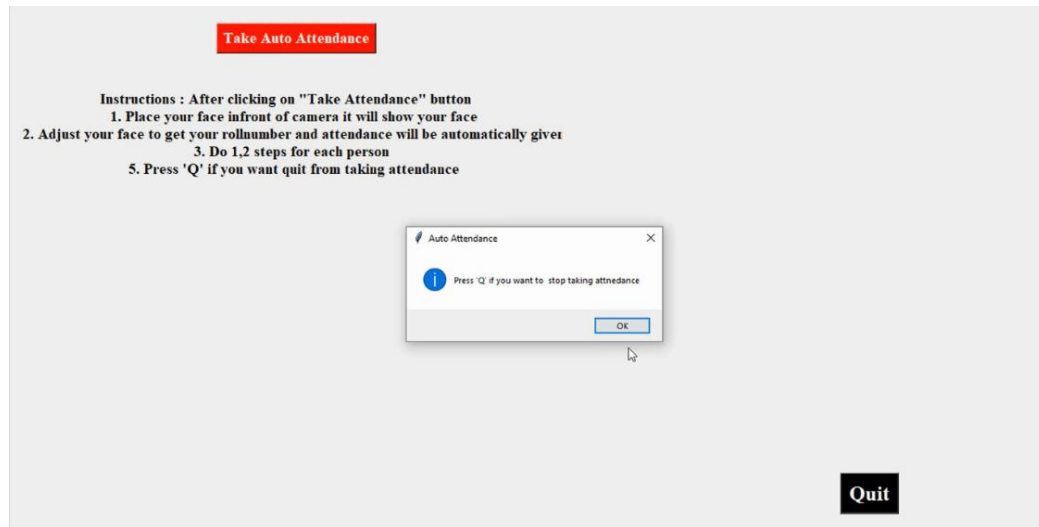 Take Auto Attendance
Instructions : After clicking on "Take Attendance" button
1. Place your face infront of camera it will show your face
2. Adjust your face to get your rollnumber and attendance will be automatically given
3. Do 1,2 steps for each person
5. Press 'Q' if you want quit from taking attendance
Auto Attendance
Press 'Q' if you want to stop taking attnedance
OK
Quit